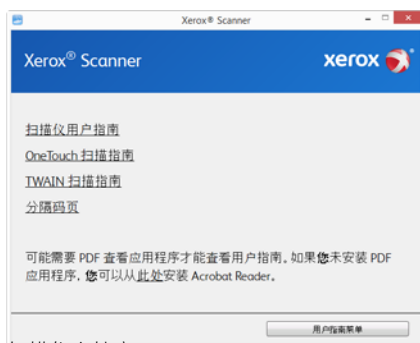 Xerox® Scanner
Xerox® Scanner
xerox
扫描仪用户指南
OneTouch 扫描指南
TWAIN 扫描指南
分隔码页
可能需要 PDF 查看应用程序才能查看用户指南。如果您未安装 PDF
应用程序，您可以从此处安装 Acrobat Reader。
用户指南菜单